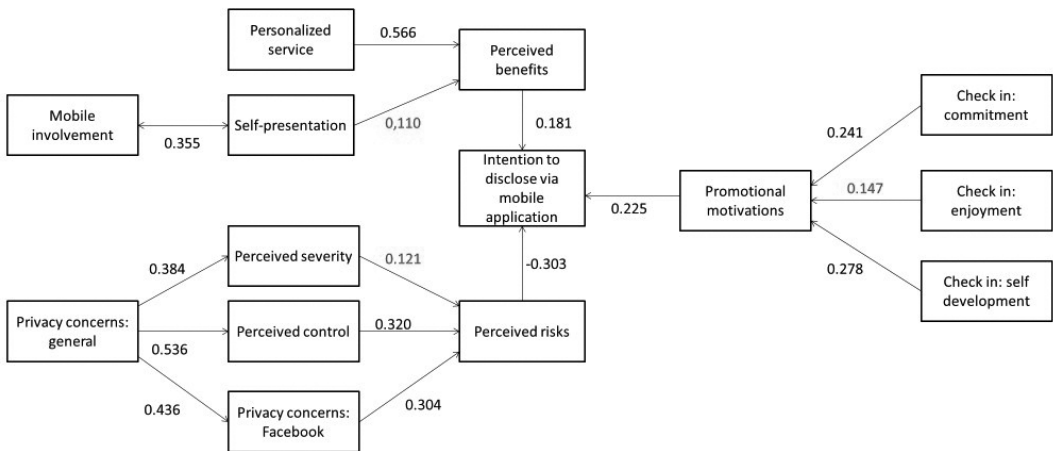 Personalized
service
0.566
Perceived
benefits
Mobile
involvement
0.355
Self-presentation
0,110
0.181
Check in:
commitment
0.241
Intention to
disclose via
mobile
application
0.225
Promotional
motivations
0.147
Check in:
enjoyment
0.278
Check in: self
development
0.384
Perceived severity
0.121
-0.303
Privacy concerns:
general
0.536
Perceived control
0.320
Perceived risks
0.436
Privacy concerns:
Facebook
0.304